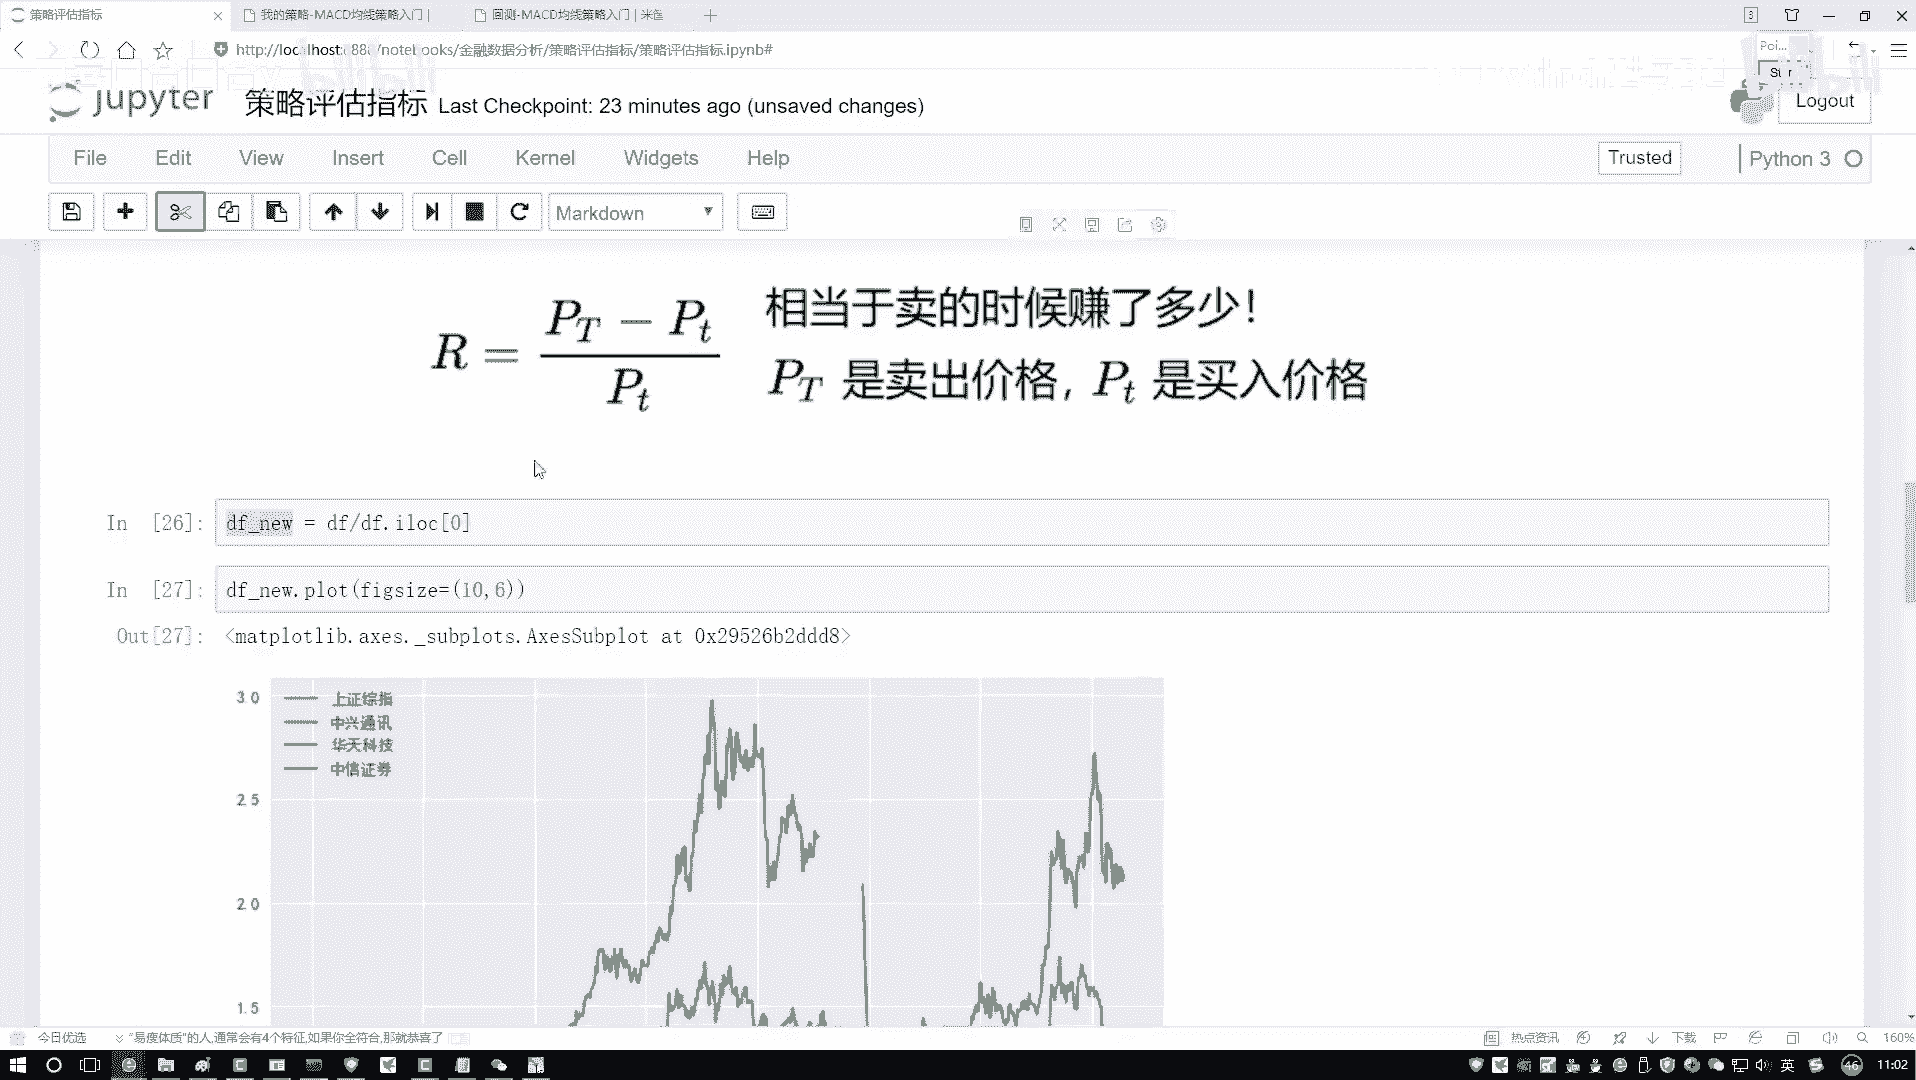 策略评估指标
我的策略-MACD均线策略入门 |
回测-MACD均线策略入门 | 米筐
3
http://localhost:888/notebooks/金融数据分析/策略评估指标/策略评估指标.ipynb#
Poi...
jupyter 策略评估指标 Last Checkpoint: 23 minutes ago (unsaved changes)
Logout
File Edit View Insert Cell Kernel Widgets Help
Trusted
Python 3
Markdown
R = \frac{P_T - P_t}{P_t}
相当于卖的时候赚了多少!
P_T 是卖出价格, P_t 是买入价格
In [26]: df_new = df/df.iloc[0]
In [27]: df_new.plot(figsize=(10,6))
Out[27]: <matplotlib.axes._subplots.AxesSubplot at 0x29526b2ddd8>
3.0
上证综指
中兴通讯
华天科技
中信证券
2.5
2.0
1.5
今日优选
“易瘦体质”的人,通常会有4个特征,如果你全符合,那就恭喜了
热点资讯
下载
160%
英
46
11:02